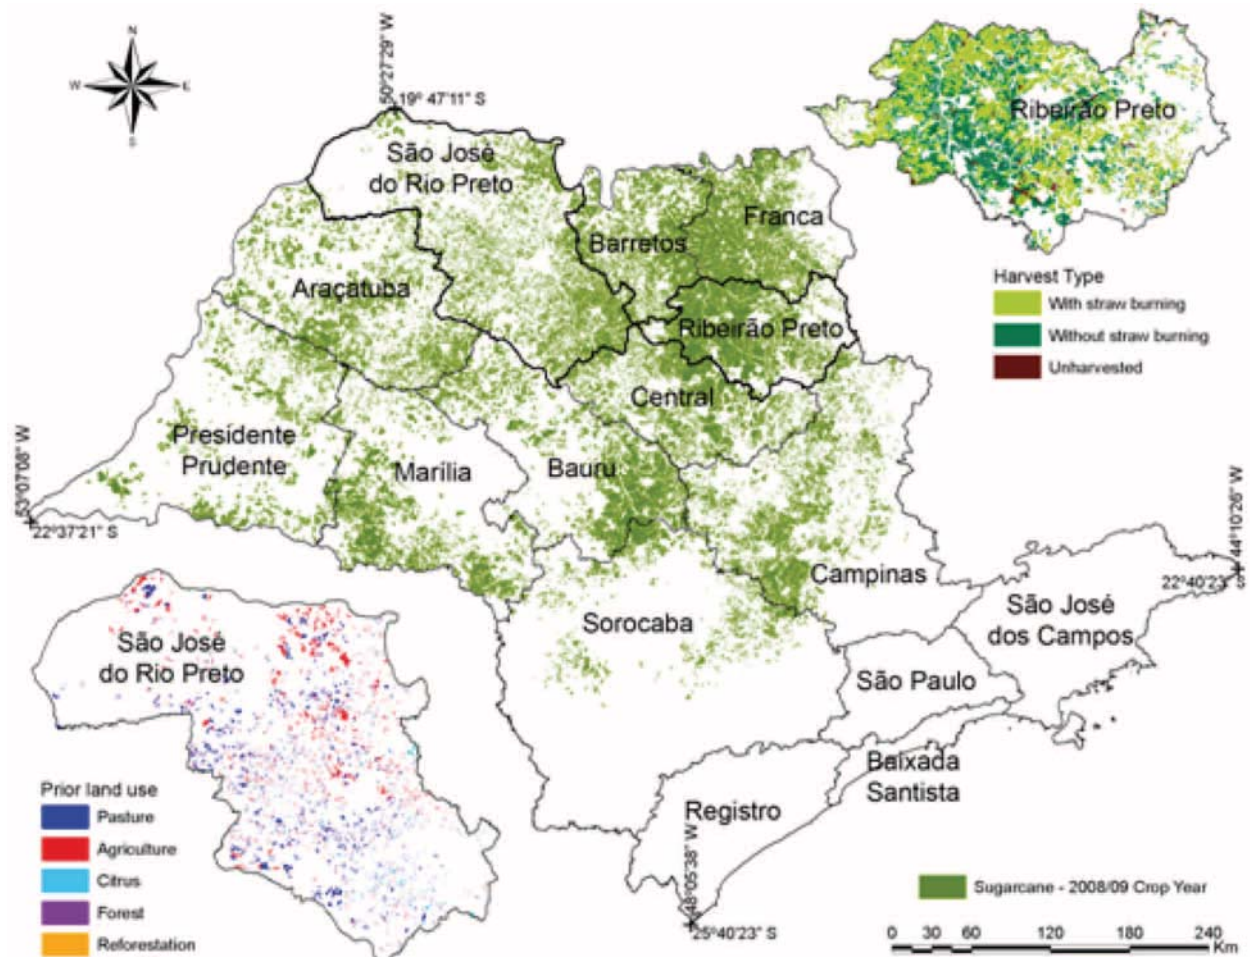 N
W
E
S
50°27'29" W
19° 47'11" S
São José
do Rio Preto
Franca
Barretos
Araçatuba
Ribeirão Preto
Central
Presidente
Prudente
Marília
Bauru
53°07'08" W
22°37'21" S
Campinas
Sorocaba
São José
dos Campos
44°10'26" W
22°40'23" S
São Paulo
Baixada
Santista
Registro
48°05'38" W
25°40'23" S
Ribeirão Preto
Harvest Type
With straw burning
Without straw burning
Unharvested
São José
do Rio Preto
Prior land use
Pasture
Agriculture
Citrus
Forest
Reforestation
Sugarcane - 2008/09 Crop Year
0 30 60 120 180 240
Km